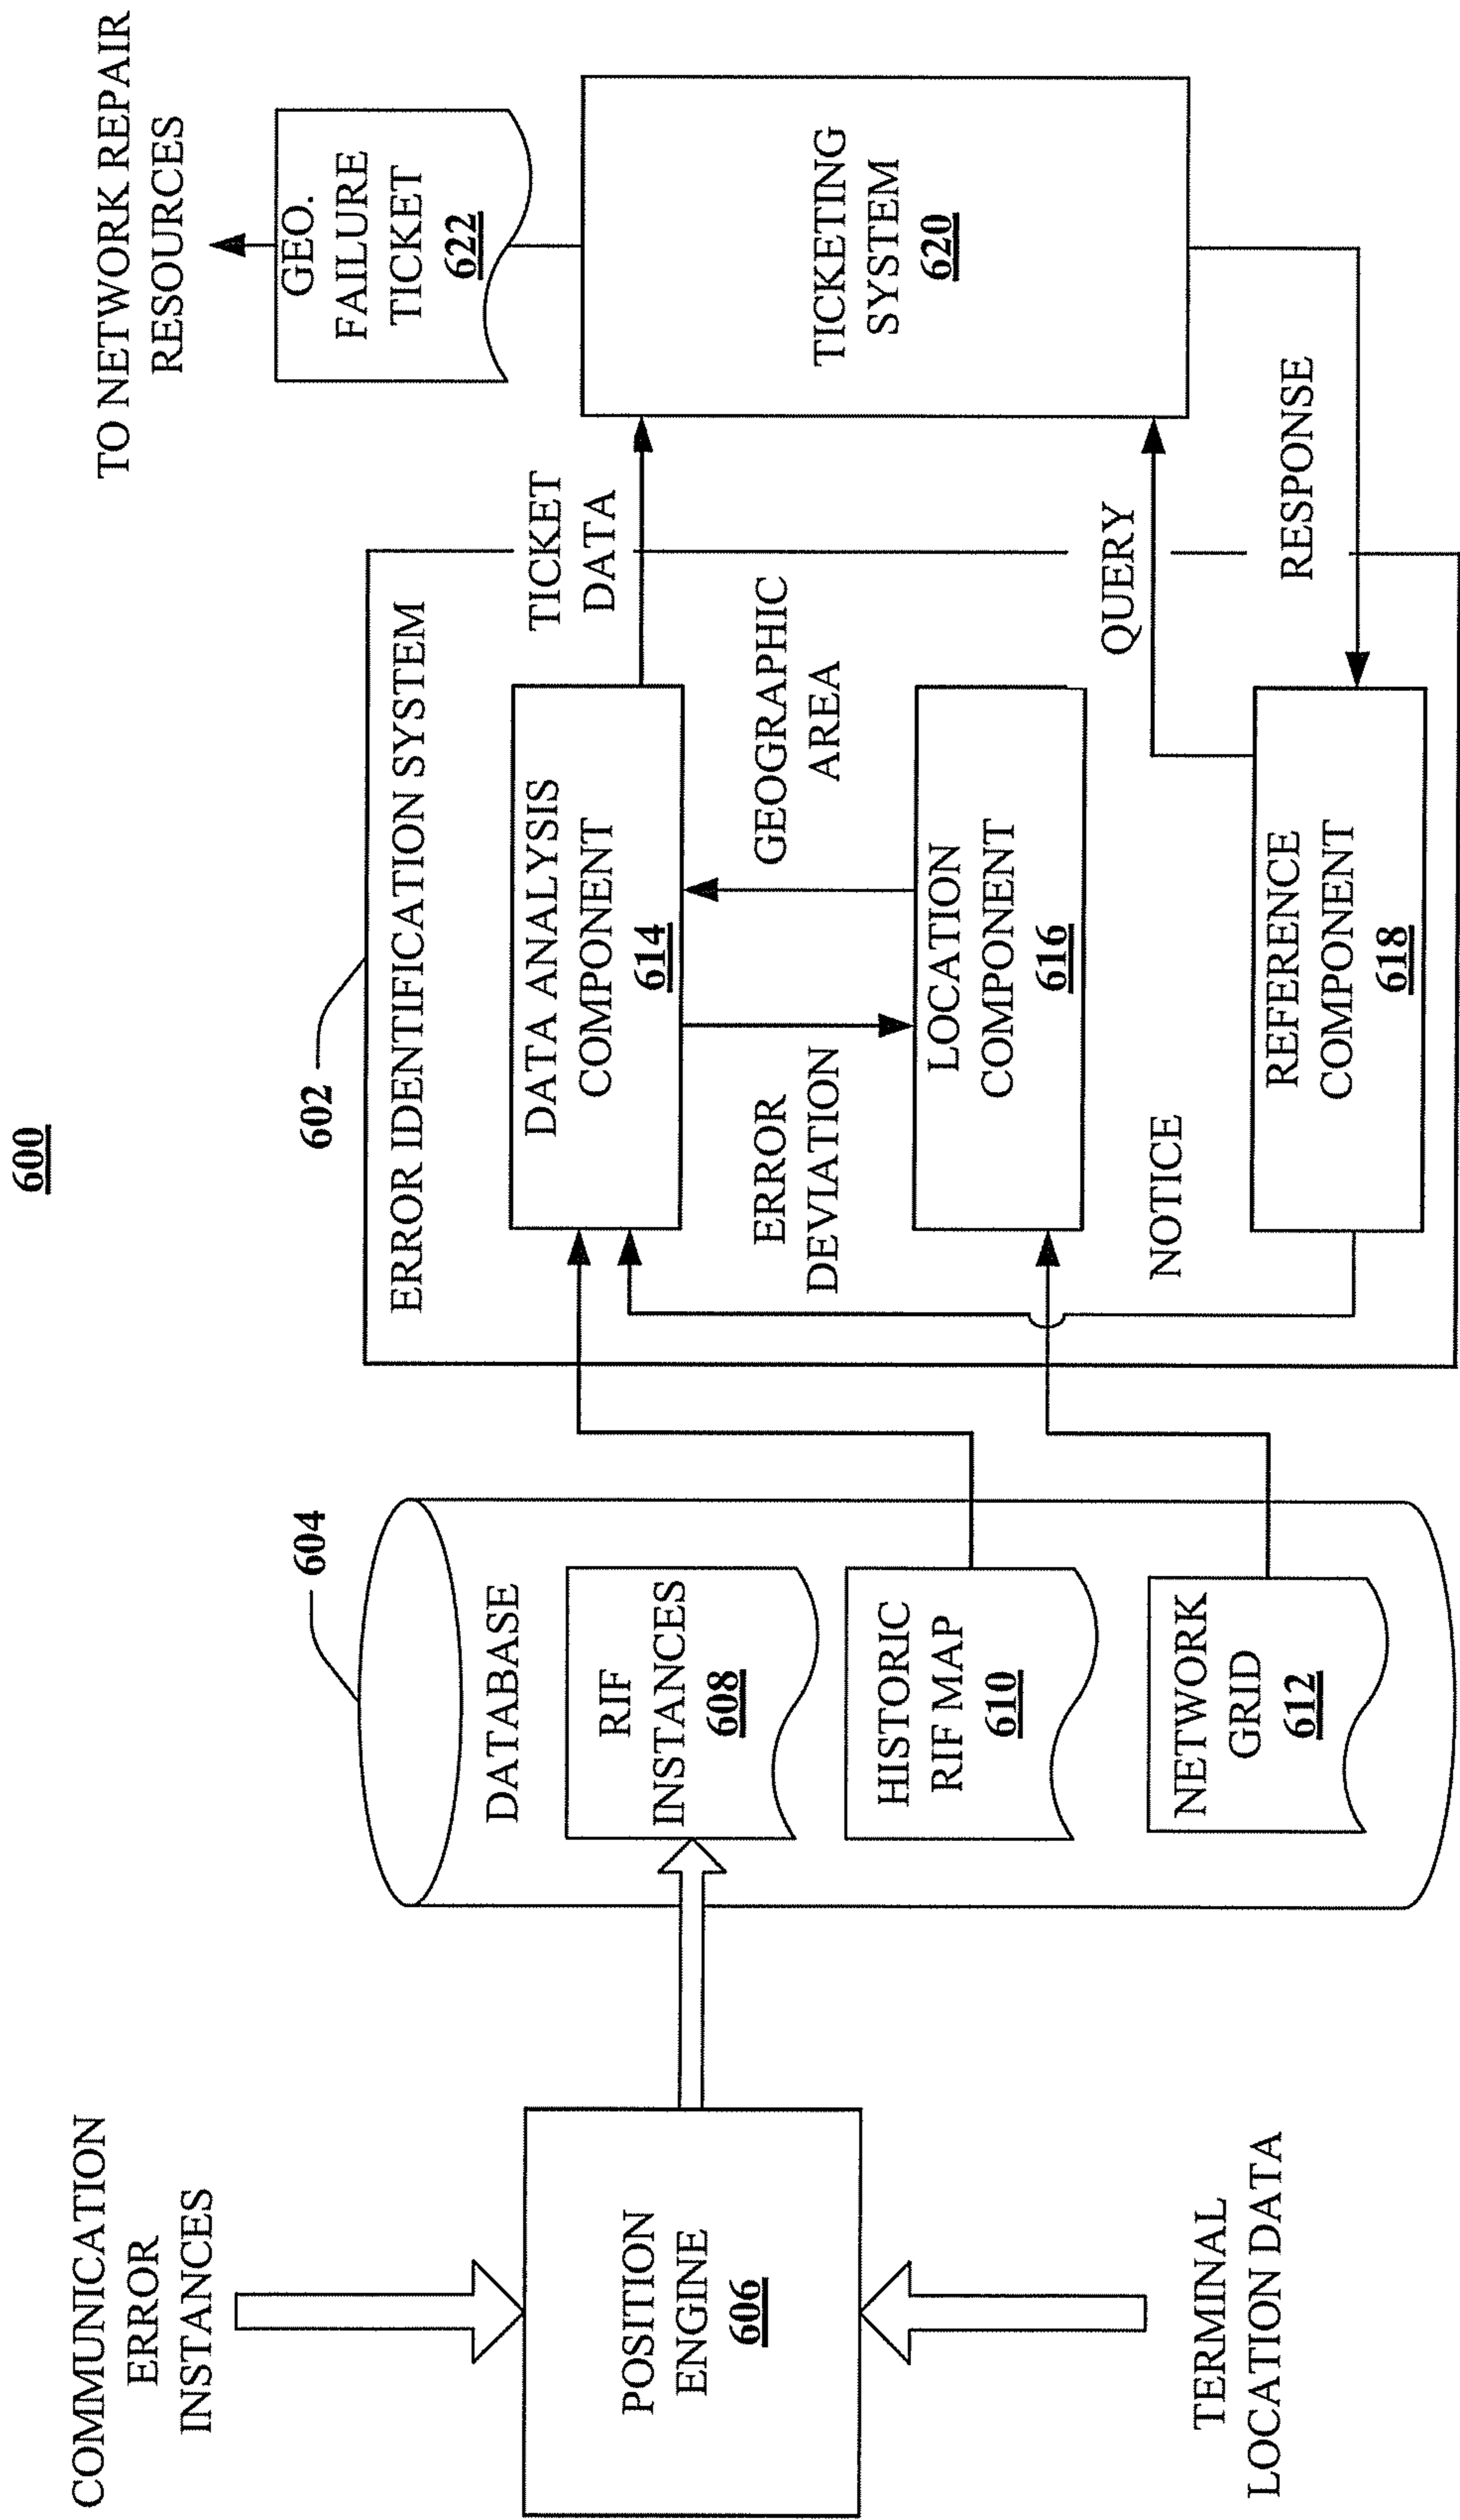 600
COMMUNICATION
ERROR
INSTANCES
POSITION
ENGINE
606
TERMINAL
LOCATION DATA
604
DATABASE
RIF
INSTANCES
608
HISTORIC
RIF MAP
610
NETWORK
GRID
612
602
ERROR IDENTIFICATION SYSTEM
DATA ANALYSIS
COMPONENT
614
ERROR
DEVIATION
GEOGRAPHIC
AREA
LOCATION
COMPONENT
616
NOTICE
REFERENCE
COMPONENT
618
TICKET
DATA
QUERY
RESPONSE
TO NETWORK REPAIR
RESOURCES
GEO.
FAILURE
TICKET
622
TICKETING
SYSTEM
620